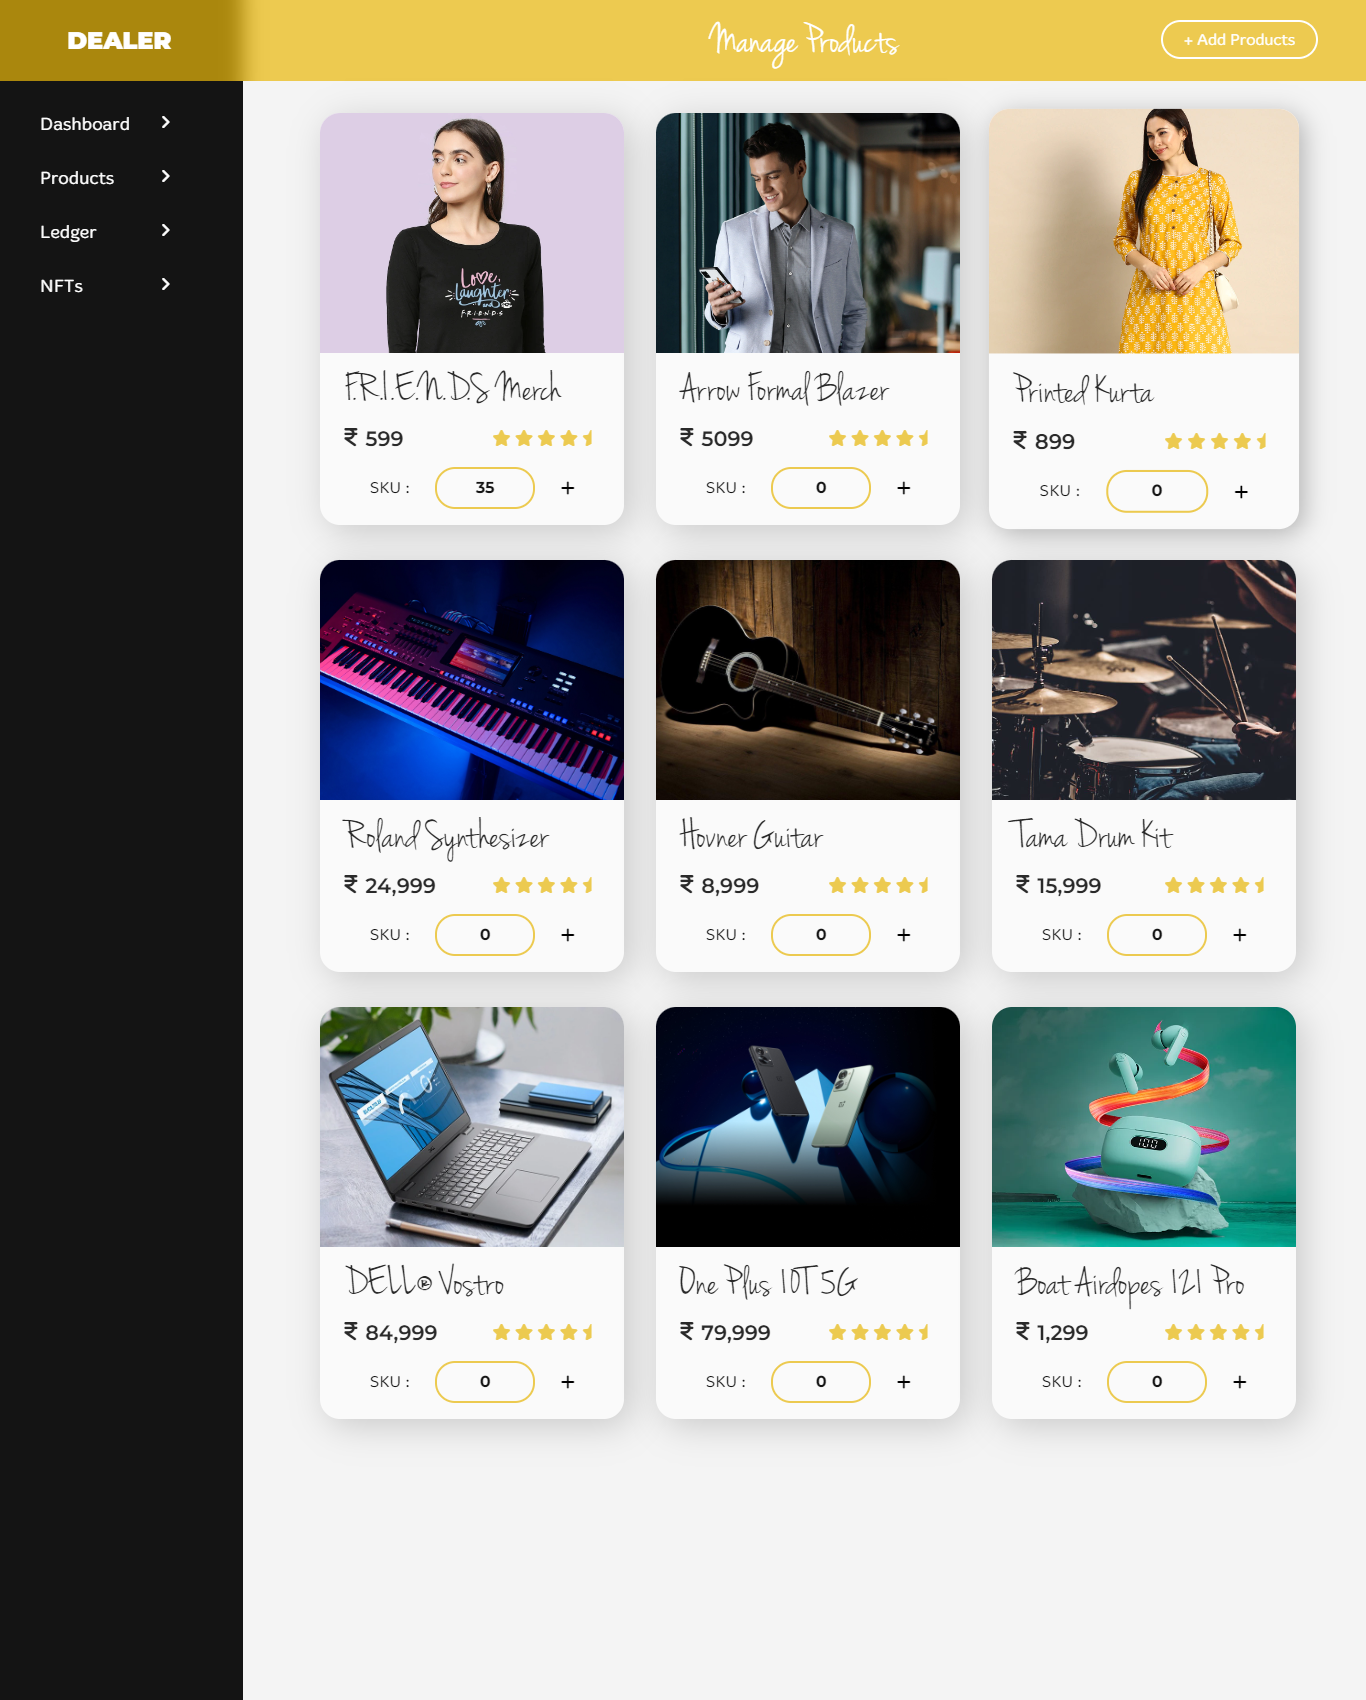 DEALER
Manage Products
+ Add Products
Dashboard
Products
Ledger
NFTs
Love,
laughter
and
F·R·I·E·N·D·S
F.R.I.E.N.D.S Merch
₹ 599
SKU :
35
+
Arrow Formal Blazer
₹ 5099
SKU :
0
+
Printed Kurta
₹ 899
SKU :
0
+
Roland Synthesizer
₹ 24,999
SKU :
0
+
Hovner Guitar
₹ 8,999
SKU :
0
+
Tama Drum Kit
₹ 15,999
SKU :
0
+
DELL® Vostro
₹ 84,999
SKU :
0
+
One Plus 10T 5G
₹ 79,999
SKU :
0
+
100
Boat Airdopes 121 Pro
₹ 1,299
SKU :
0
+